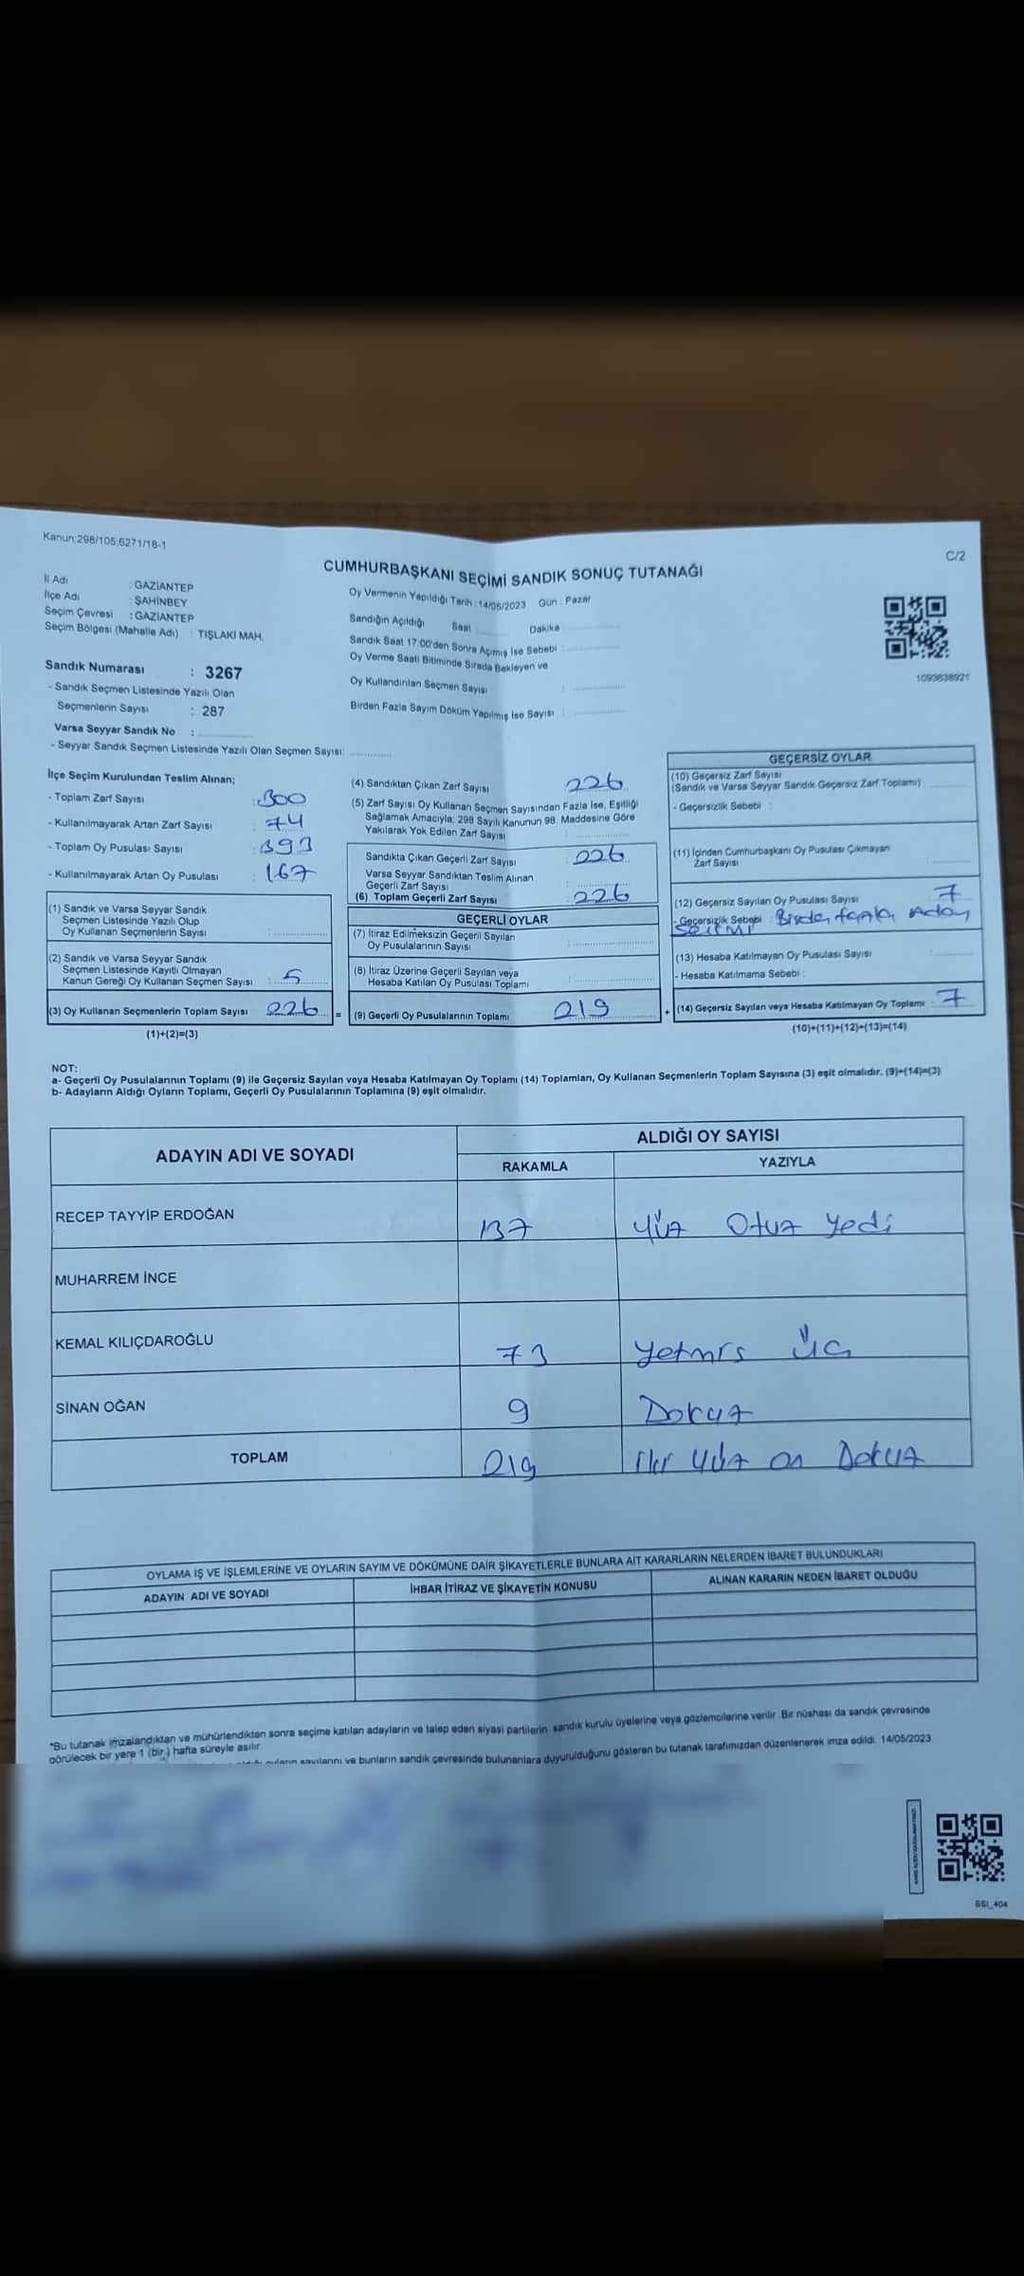 Kanun:298/105;6271/18-1
C/2
CUMHURBAŞKANI SEÇİMİ SANDIK SONUÇ TUTANAĞI
İl Adı : GAZİANTEP
İlçe Adı : ŞAHİNBEY
Seçim Çevresi : GAZİANTEP
Seçim Bölgesi (Mahalle Adı) : TIŞLAKİ MAH.
Oy Vermenin Yapıldığı Tarih : 14/05/2023 Gün : Pazar
Sandığın Açıldığı Saat Dakika
Sandık Saat 17:00'den Sonra Açımış İse Sebebi :
Oy Verme Saati Bitiminde Sırada Bekleyen ve
Oy Kullandırılan Seçmen Sayısı :
Birden Fazla Sayım Döküm Yapılmış İse Sayısı :
1093638921
Sandık Numarası : 3267
- Sandık Seçmen Listesinde Yazılı Olan
Seçmenlerin Sayısı : 287
Varsa Seyyar Sandık No :
- Seyyar Sandık Seçmen Listesinde Yazılı Olan Seçmen Sayısı:
İlçe Seçim Kurulundan Teslim Alınan;
- Toplam Zarf Sayısı : 300
- Kullanılmayarak Artan Zarf Sayısı : 74
- Toplam Oy Pusulası Sayısı : 393
- Kullanılmayarak Artan Oy Pusulası : 167
(1) Sandık ve Varsa Seyyar Sandık
Seçmen Listesinde Yazılı Olup
Oy Kullanan Seçmenlerin Sayısı :
(2) Sandık ve Varsa Seyyar Sandık
Seçmen Listesinde Kayıtlı Olmayan
Kanun Gereği Oy Kullanan Seçmen Sayısı : 5
(3) Oy Kullanan Seçmenlerin Toplam Sayısı 226 =
(1)+(2)=(3)
(4) Sandıktan Çıkan Zarf Sayısı 226
(5) Zarf Sayısı Oy Kullanan Seçmen Sayısından Fazla İse, Eşitliği
Sağlamak Amacıyla; 298 Sayılı Kanunun 98. Maddesine Göre
Yakılarak Yok Edilen Zarf Sayısı :
Sandıkta Çıkan Geçerli Zarf Sayısı : 226
Varsa Seyyar Sandıktan Teslim Alınan
Geçerli Zarf Sayısı :
(6) Toplam Geçerli Zarf Sayısı : 226
GEÇERLİ OYLAR
(7) İtiraz Edilmeksizin Geçerli Sayılan
Oy Pusulalarının Sayısı :
(8) İtiraz Üzerine Geçerli Sayılan veya
Hesaba Katılan Oy Pusulası Toplamı :
(9) Geçerli Oy Pusulalarının Toplamı 219 +
GEÇERSİZ OYLAR
(10) Geçersiz Zarf Sayısı
(Sandık ve Varsa Seyyar Sandık Geçersiz Zarf Toplamı)
- Geçersizlik Sebebi :
(11) İçinden Cumhurbaşkanı Oy Pusulası Çıkmayan
Zarf Sayısı :
(12) Geçersiz Sayılan Oy Pusulası Sayısı 7
- Geçersizlik Sebebi : Birden fazla Aday
seçimi
(13) Hesaba Katılmayan Oy Pusulası Sayısı :
- Hesaba Katılmama Sebebi :
(14) Geçersiz Sayılan veya Hesaba Katılmayan Oy Toplamı : 7
(10)+(11)+(12)+(13)=(14)
NOT:
a- Geçerli Oy Pusulalarının Toplamı (9) ile Geçersiz Sayılan veya Hesaba Katılmayan Oy Toplamı (14) Toplamları, Oy Kullanan Seçmenlerin Toplam Sayısına (3) eşit olmalıdır. (9)+(14)=(3)
b- Adayların Aldığı Oyların Toplamı, Geçerli Oy Pusulalarının Toplamına (9) eşit olmalıdır.
ADAYIN ADI VE SOYADI ALDIĞI OY SAYISI
RAKAMLA YAZIYLA
RECEP TAYYİP ERDOĞAN 137 Yüz Otuz yedi
MUHARREM İNCE
KEMAL KILIÇDAROĞLU 73 yetmiş üç
SİNAN OĞAN 9 Dokuz
TOPLAM 219 iki yüz on Dokuz
OYLAMA İŞ VE İŞLEMLERİNE VE OYLARIN SAYIM VE DÖKÜMÜNE DAİR ŞİKAYETLERLE BUNLARA AİT KARARLARIN NELERDEN İBARET BULUNDUKLARI
ADAYIN ADI VE SOYADI İHBAR İTİRAZ VE ŞİKAYETİN KONUSU ALINAN KARARIN NEDEN İBARET OLDUĞU
*Bu tutanak imzalandıktan ve mühürlendikten sonra seçime katılan adayların ve talep eden siyasi partilerin sandık kurulu üyelerine veya gözlemcilerine verilir. Bir nüshası da sandık çevresinde
görülecek bir yere 1 (bir) hafta süreyle asılır.
oyların sayılarını ve bunların sandık çevresinde bulunanlara duyurulduğunu gösteren bu tutanak tarafımızdan düzenlenerek imza edildi. 14/05/2023
SSI_404